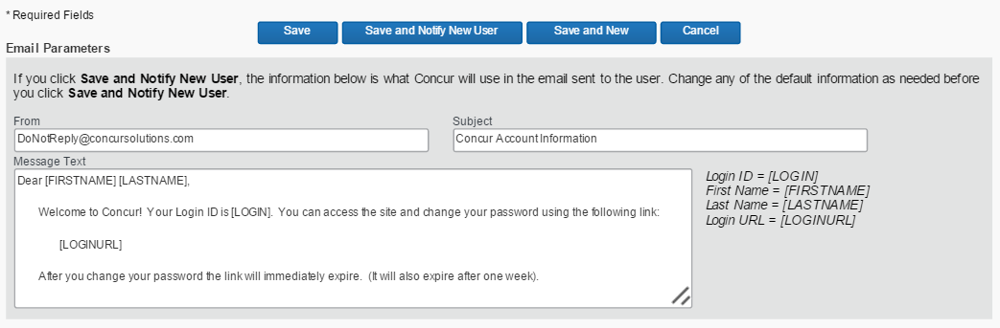 * Required Fields
Save Save and Notify New User Save and New Cancel
Email Parameters
If you click Save and Notify New User, the information below is what Concur will use in the email sent to the user. Change any of the default information as needed before
you click Save and Notify New User.
From Subject
DoNotReply@concursolutions.com Concur Account Information
Message Text
Dear [FIRSTNAME] [LASTNAME],
Welcome to Concur! Your Login ID is [LOGIN]. You can access the site and change your password using the following link:
[LOGINURL]
After you change your password the link will immediately expire. (It will also expire after one week).
Login ID = [LOGIN]
First Name = [FIRSTNAME]
Last Name = [LASTNAME]
Login URL = [LOGINURL]